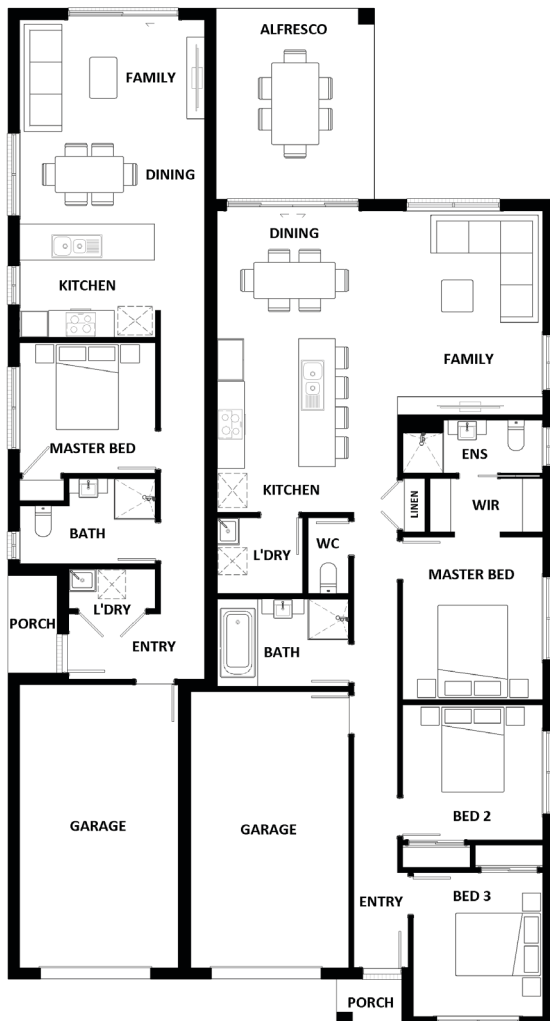 ALFRESCO
FAMILY
DINING
KITCHEN
MASTER BED
BATH
L'DRY
PORCH
ENTRY
GARAGE
DINING
FAMILY
KITCHEN
ENS
LINEN
WIR
L'DRY
WC
MASTER BED
BATH
BED 2
GARAGE
BED 3
ENTRY
PORCH